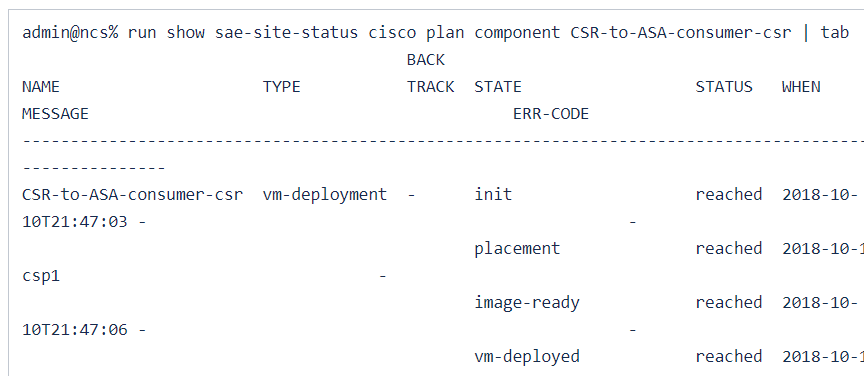 admin@ncs% run show sae-site-status cisco plan component CSR-to-ASA-consumer-csr | tab
BACK
NAME TYPE TRACK STATE STATUS WHEN
MESSAGE ERR-CODE
---------------------------------------------------------------------------------------
---------------
CSR-to-ASA-consumer-csr vm-deployment - init reached 2018-10-
10T21:47:03 - -
placement reached 2018-10-1
csp1 -
image-ready reached 2018-10-
10T21:47:06 - -
vm-deployed reached 2018-10-1